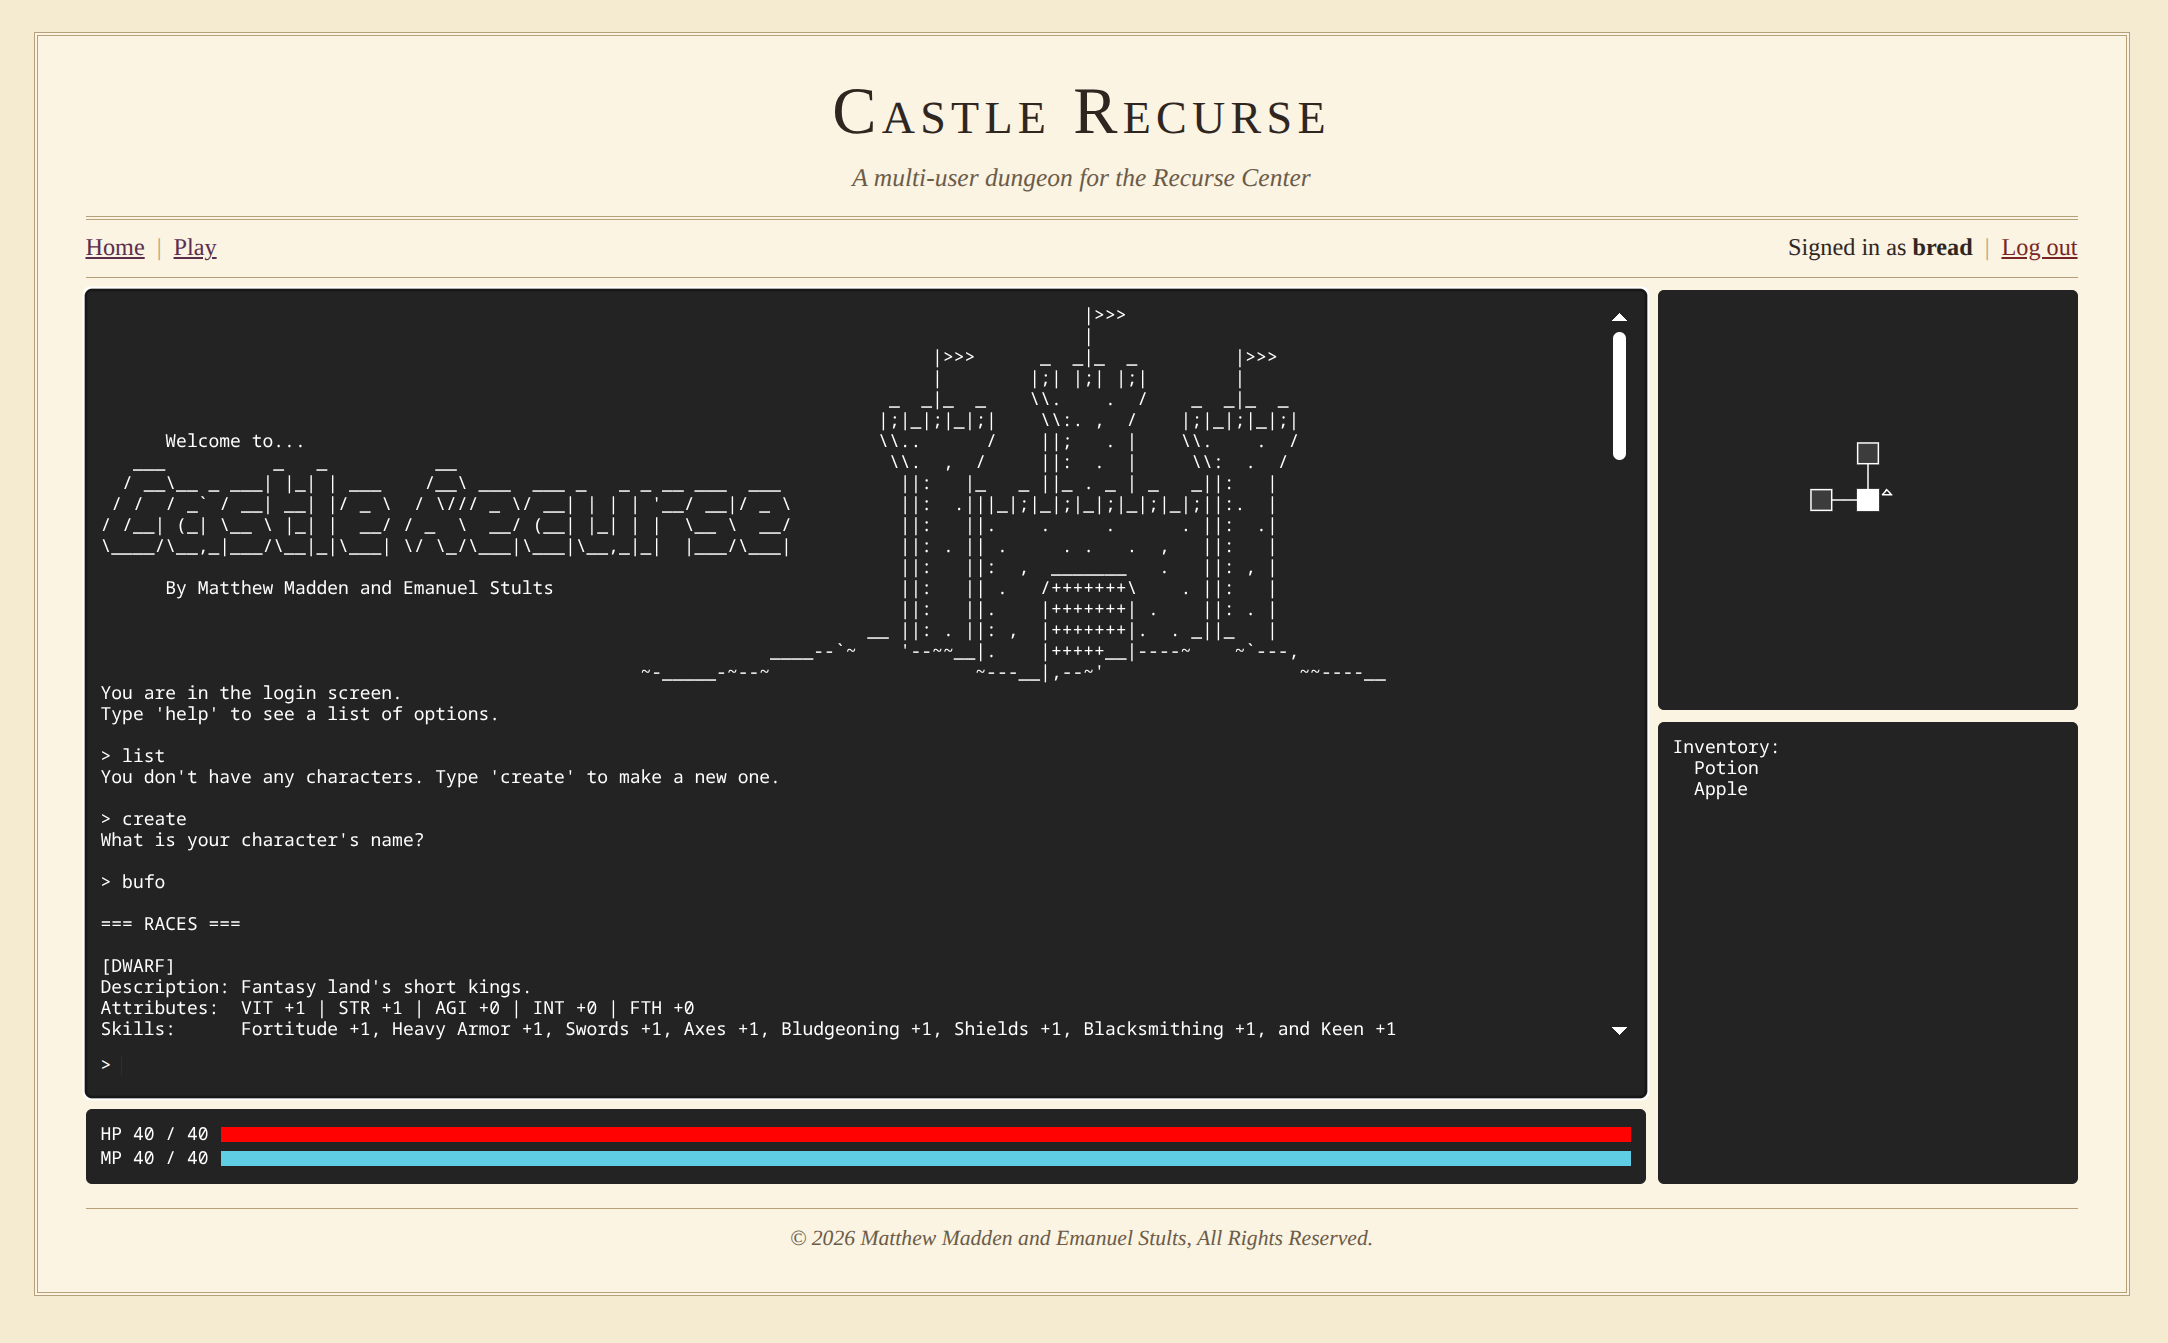 Castle Recurse
A multi-user dungeon for the Recurse Center
Home | Play
Signed in as bread | Log out
Welcome to...
Castle Recurse
By Matthew Madden and Emanuel Stults
You are in the login screen.
Type 'help' to see a list of options.
> list
You don't have any characters. Type 'create' to make a new one.
> create
What is your character's name?
> bufo
=== RACES ===
[DWARF]
Description: Fantasy land's short kings.
Attributes: VIT +1 | STR +1 | AGI +0 | INT +0 | FTH +0
Skills: Fortitude +1, Heavy Armor +1, Swords +1, Axes +1, Bludgeoning +1, Shields +1, Blacksmithing +1, and Keen +1
>
HP 40 / 40
MP 40 / 40
Inventory:
Potion
Apple
© 2026 Matthew Madden and Emanuel Stults, All Rights Reserved.